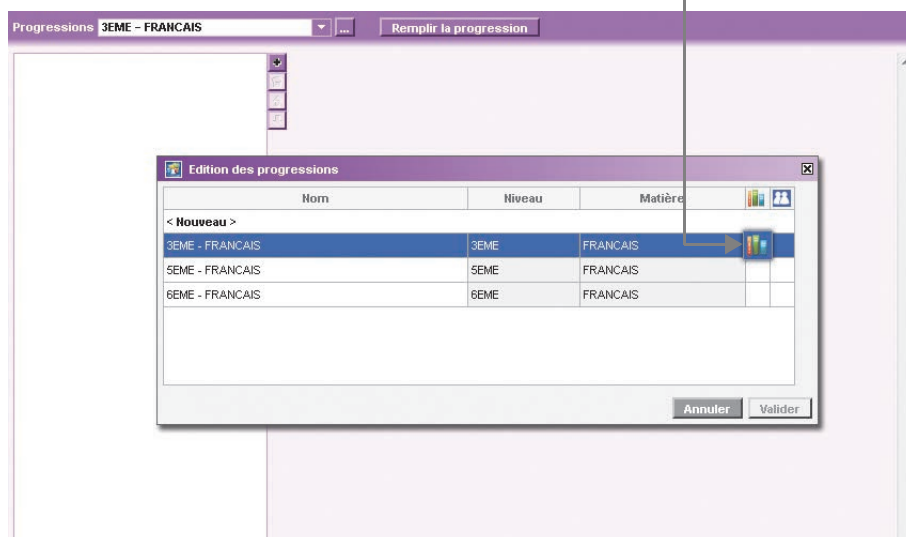 Progressions 3EME – FRANCAIS ... Remplir la progression
Edition des progressions
Nom Niveau Matière
< Nouveau >
3EME - FRANCAIS 3EME FRANCAIS
5EME - FRANCAIS 5EME FRANCAIS
6EME - FRANCAIS 6EME FRANCAIS
Annuler Valider